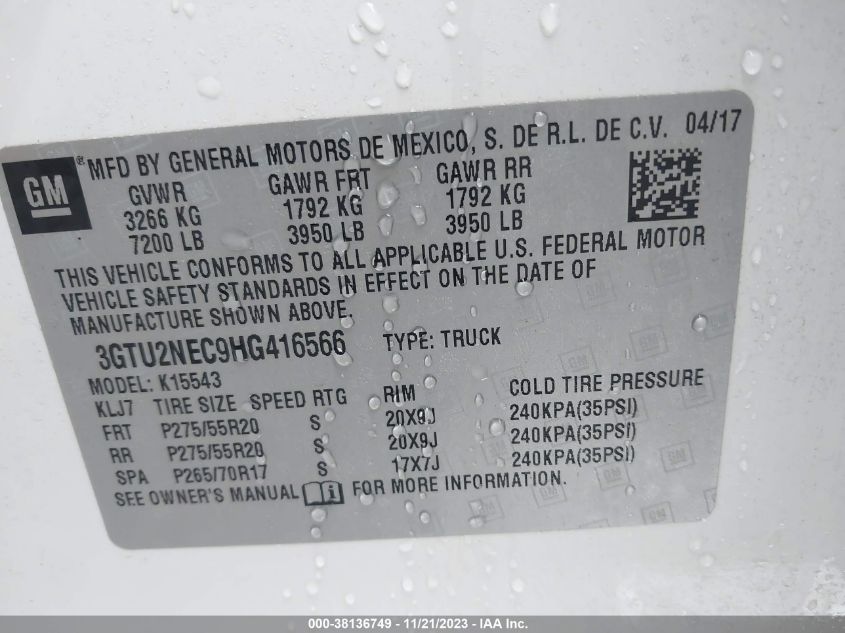 GM ® MFD BY GENERAL MOTORS DE MEXICO, S. DE R.L. DE C.V. 04/17
GVWR GAWR FRT GAWR RR
3266 KG 1792 KG 1792 KG
7200 LB 3950 LB 3950 LB
THIS VEHICLE CONFORMS TO ALL APPLICABLE U.S. FEDERAL MOTOR
VEHICLE SAFETY STANDARDS IN EFFECT ON THE DATE OF
MANUFACTURE SHOWN ABOVE.
3GTU2NEC9HG416566 TYPE: TRUCK
MODEL: K15543
KLJ7 TIRE SIZE SPEED RTG RIM COLD TIRE PRESSURE
FRT P275/55R20 S 20X9J 240KPA(35PSI)
RR P275/55R20 S 20X9J 240KPA(35PSI)
SPA P265/70R17 S 17X7J 240KPA(35PSI)
SEE OWNER'S MANUAL FOR MORE INFORMATION.
000-38136749 - 11/21/2023 - IAA Inc.